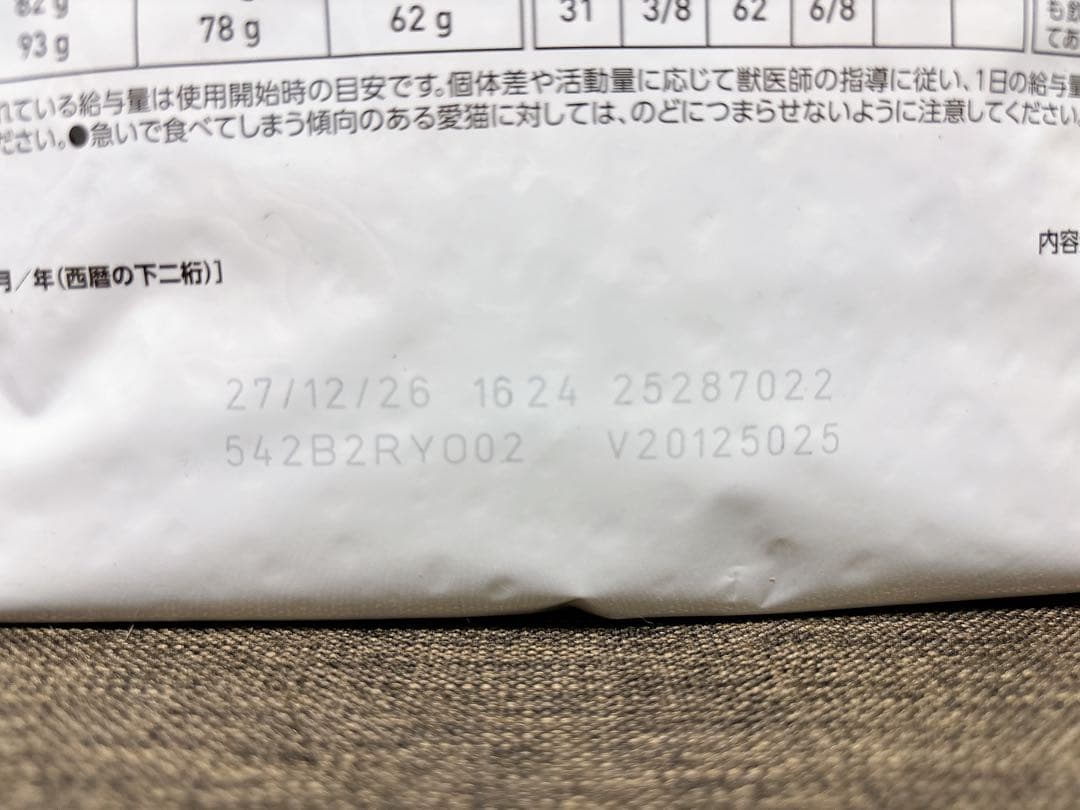 82 g
93 g 78 g 62 g 31 3/8 62 6/8
てあ
れている給与量は使用開始時の目安です。個体差や活動量に応じて獣医師の指導に従い、1日の給与量
ださい。●急いで食べてしまう傾向のある愛猫に対しては、のどにつまらせないように注意してください。
内容
月／年(西暦の下二桁)]
27/12/26 1624 25287022
542B2RY002 V20125025